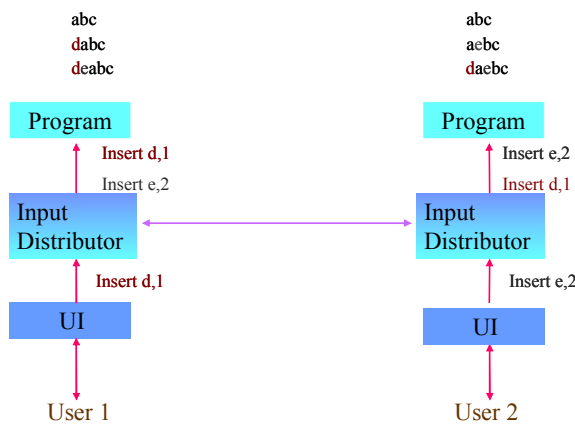 abc
dabc
deabc
Program
Insert d,1
Insert e,2
Input
Distributor
Insert d,1
UI
User 1
abc
aebc
daebc
Program
Insert e,2
Insert d,1
Input
Distributor
Insert e,2
UI
User 2